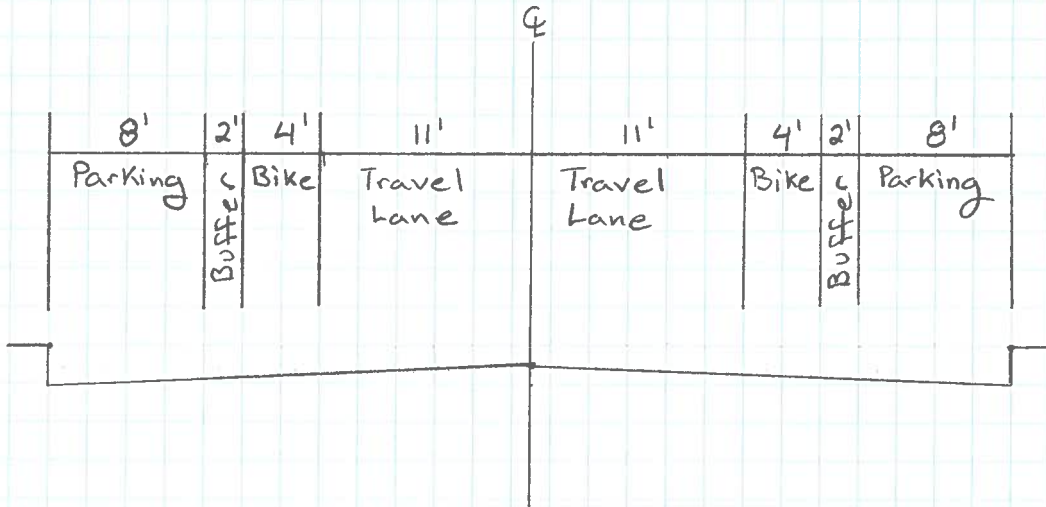 ℄
8' 2' 4' 11' 11' 4' 2' 8'
Parking Buffer Bike Travel Lane Travel Lane Bike Buffer Parking